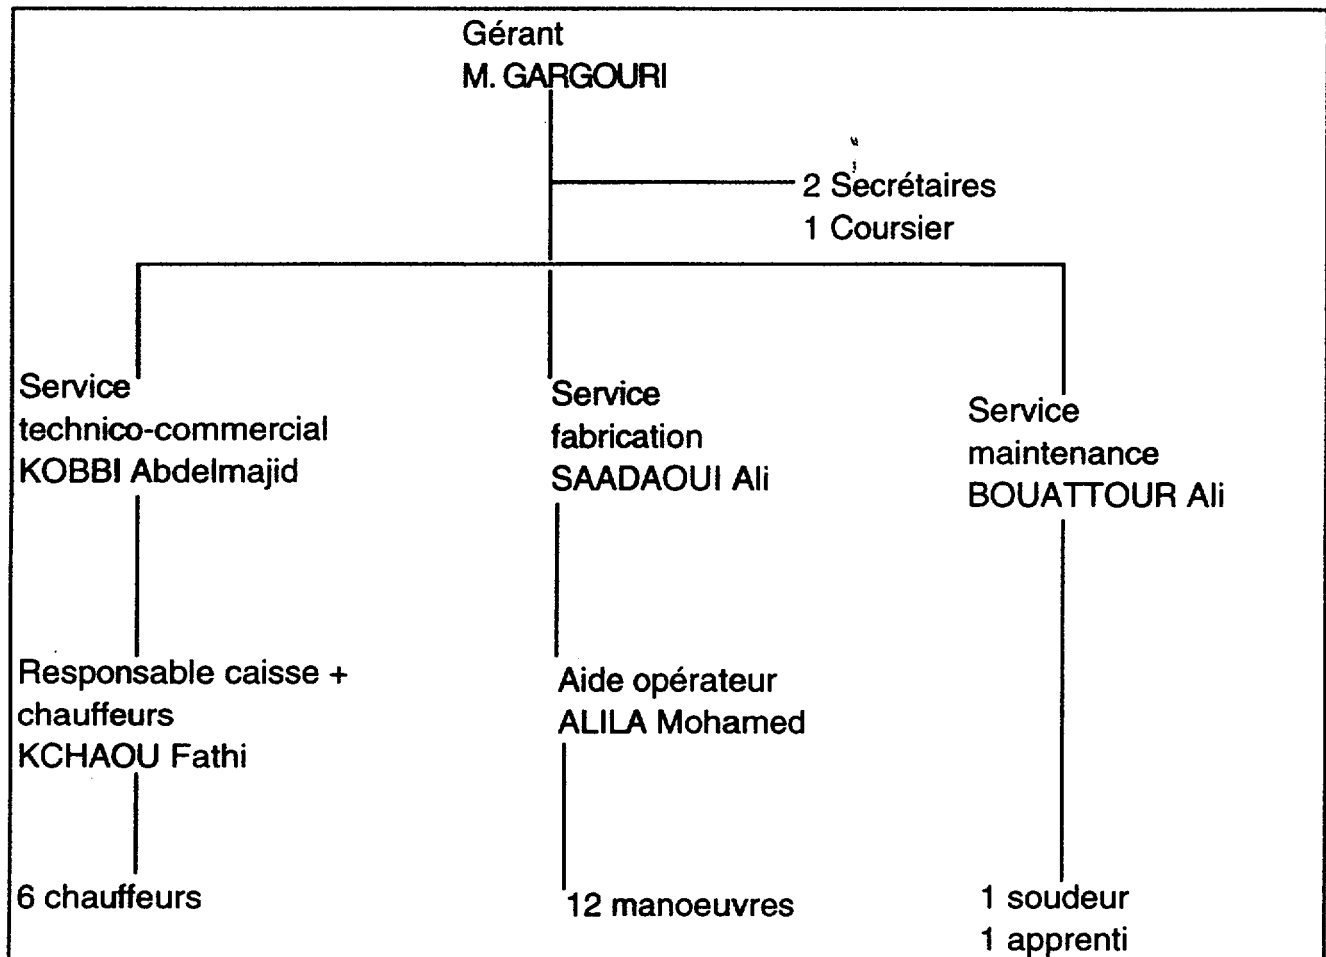 Gérant
M. GARGOURI
2 Secrétaires
1 Coursier
Service
technico-commercial
KOBBI Abdelmajid
Service
fabrication
SAADAOUI Ali
Service
maintenance
BOUATTOUR Ali
Responsable caisse +
chauffeurs
KCHAOU Fathi
Aide opérateur
ALILA Mohamed
6 chauffeurs
12 manoeuvres
1 soudeur
1 apprenti